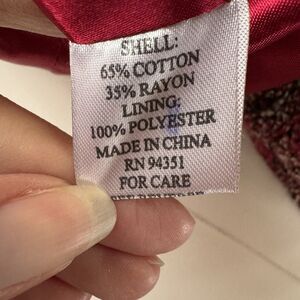 SHELL:
65% COTTON
35% RAYON
LINING:
100% POLYESTER
MADE IN CHINA
RN 94351
FOR CARE